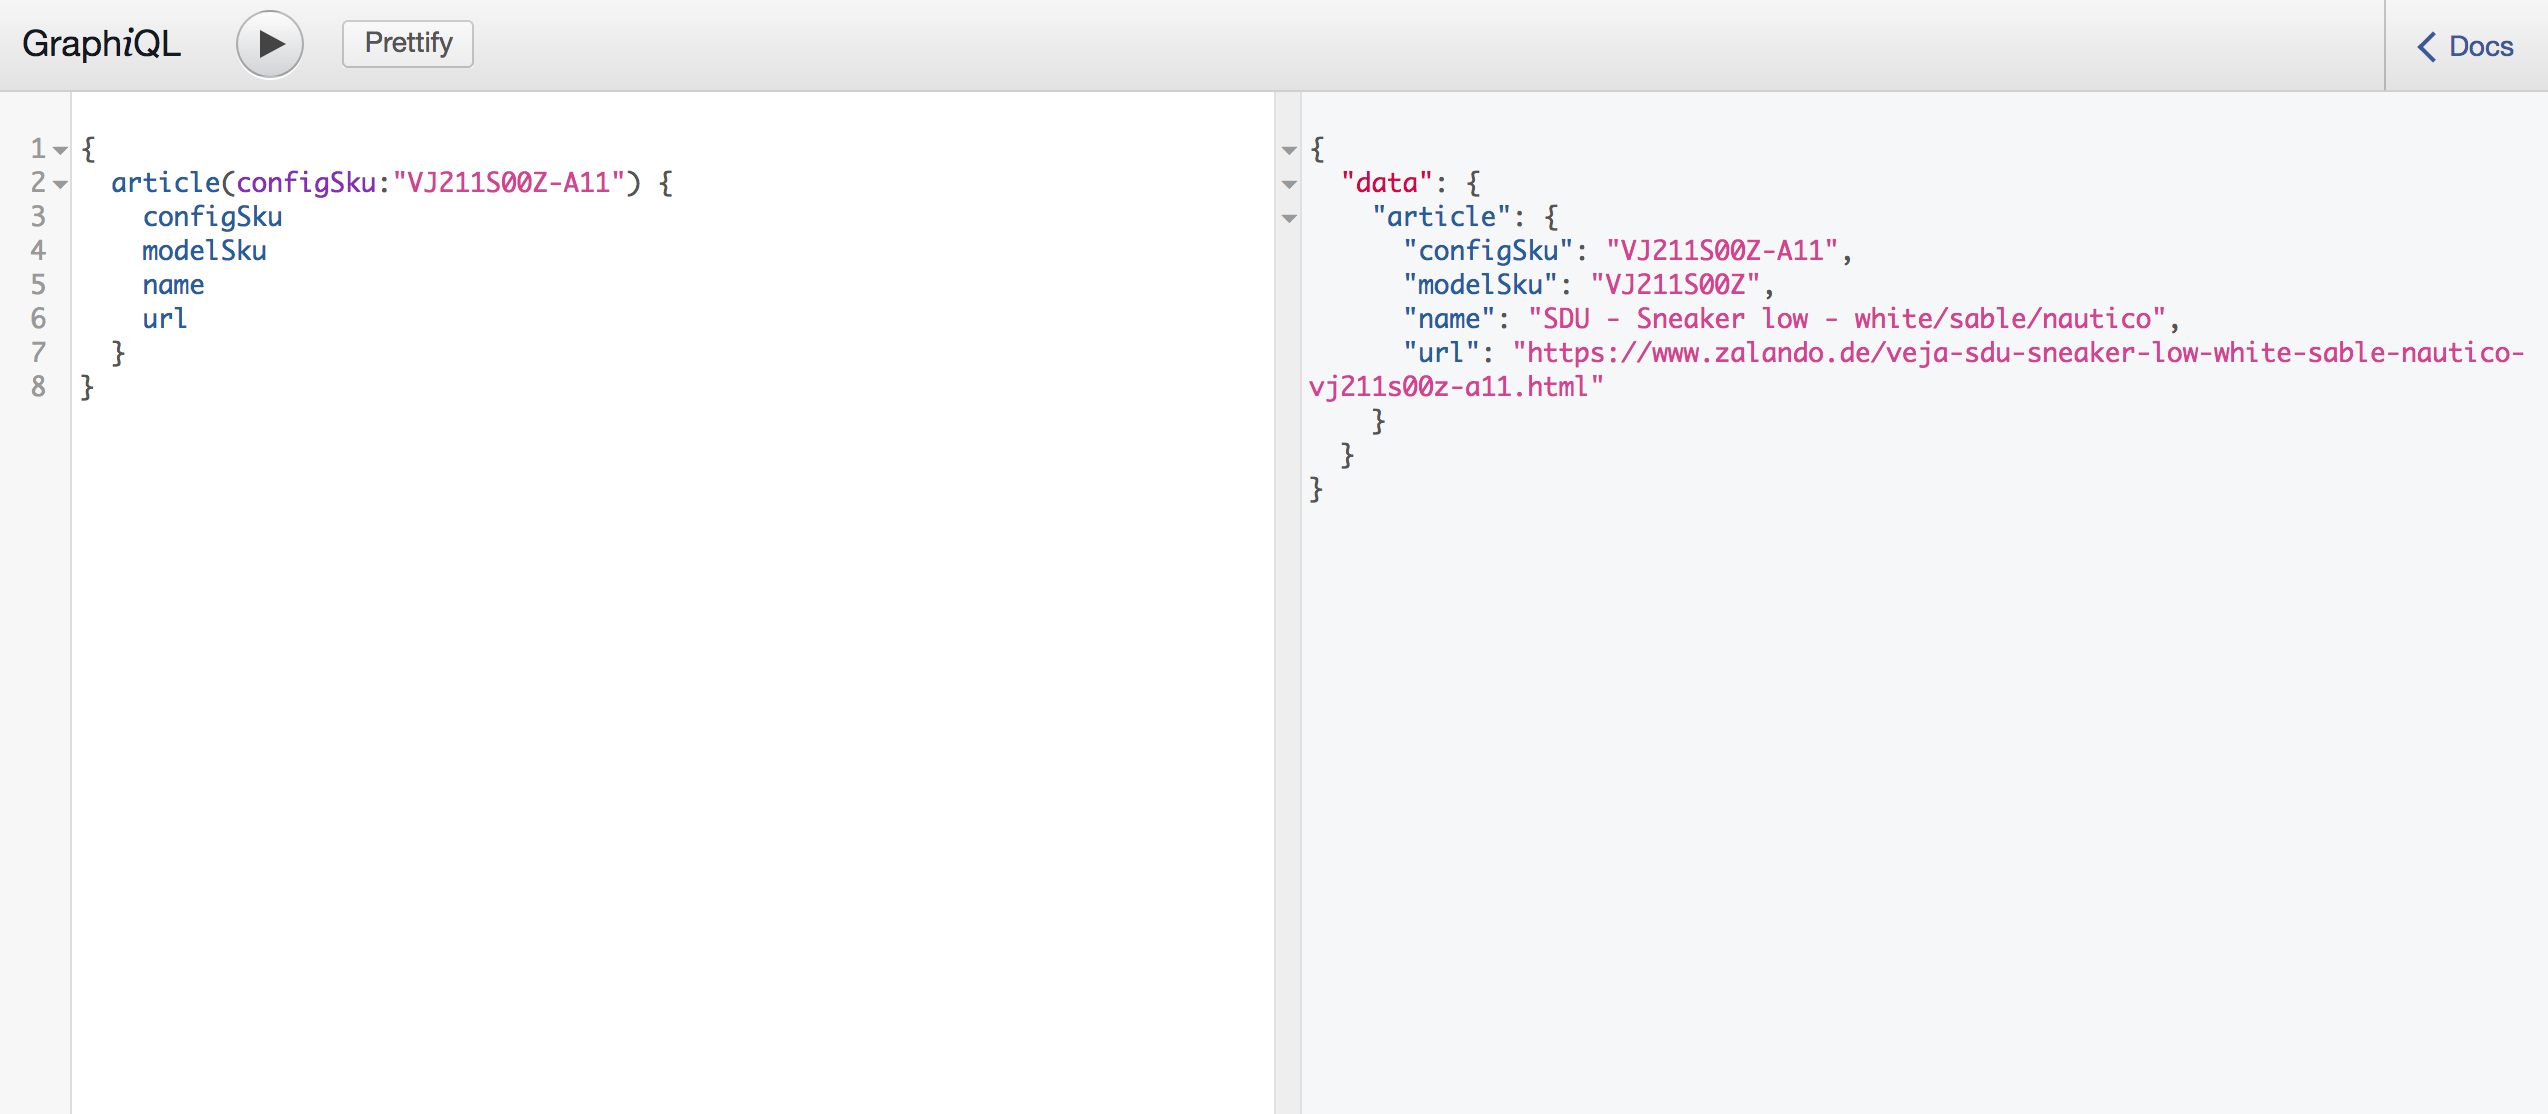 GraphiQL
Prettify
Docs
1 {
2   article(configSku:"VJ211S00Z-A11") {
3     configSku
4     modelSku
5     name
6     url
7   }
8 }
{
  "data": {
    "article": {
      "configSku": "VJ211S00Z-A11",
      "modelSku": "VJ211S00Z",
      "name": "SDU - Sneaker low - white/sable/nautico",
      "url": "https://www.zalando.de/veja-sdu-sneaker-low-white-sable-nautico-
vj211s00z-a11.html"
    }
  }
}